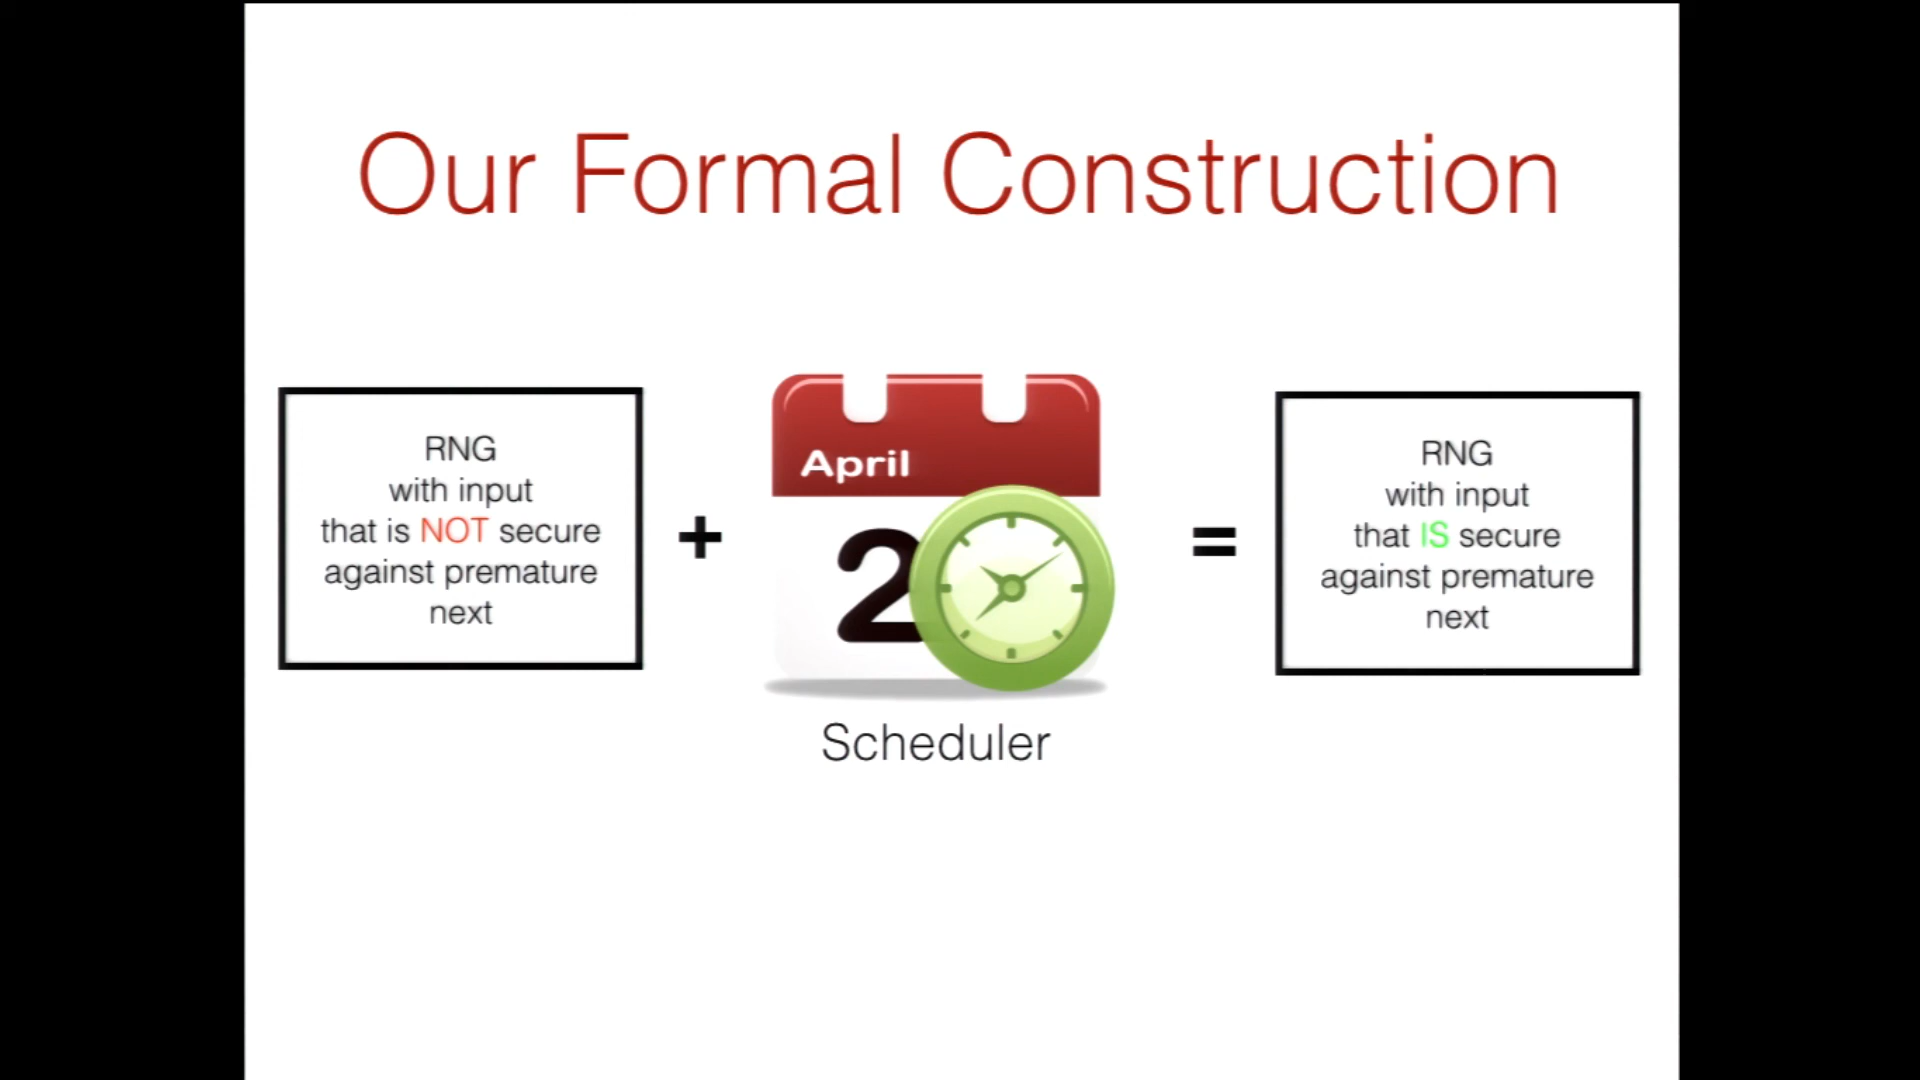 Our Formal Construction
RNG
with input
that is NOT secure
against premature
next
+
April
2
Scheduler
=
RNG
with input
that IS secure
against premature
next